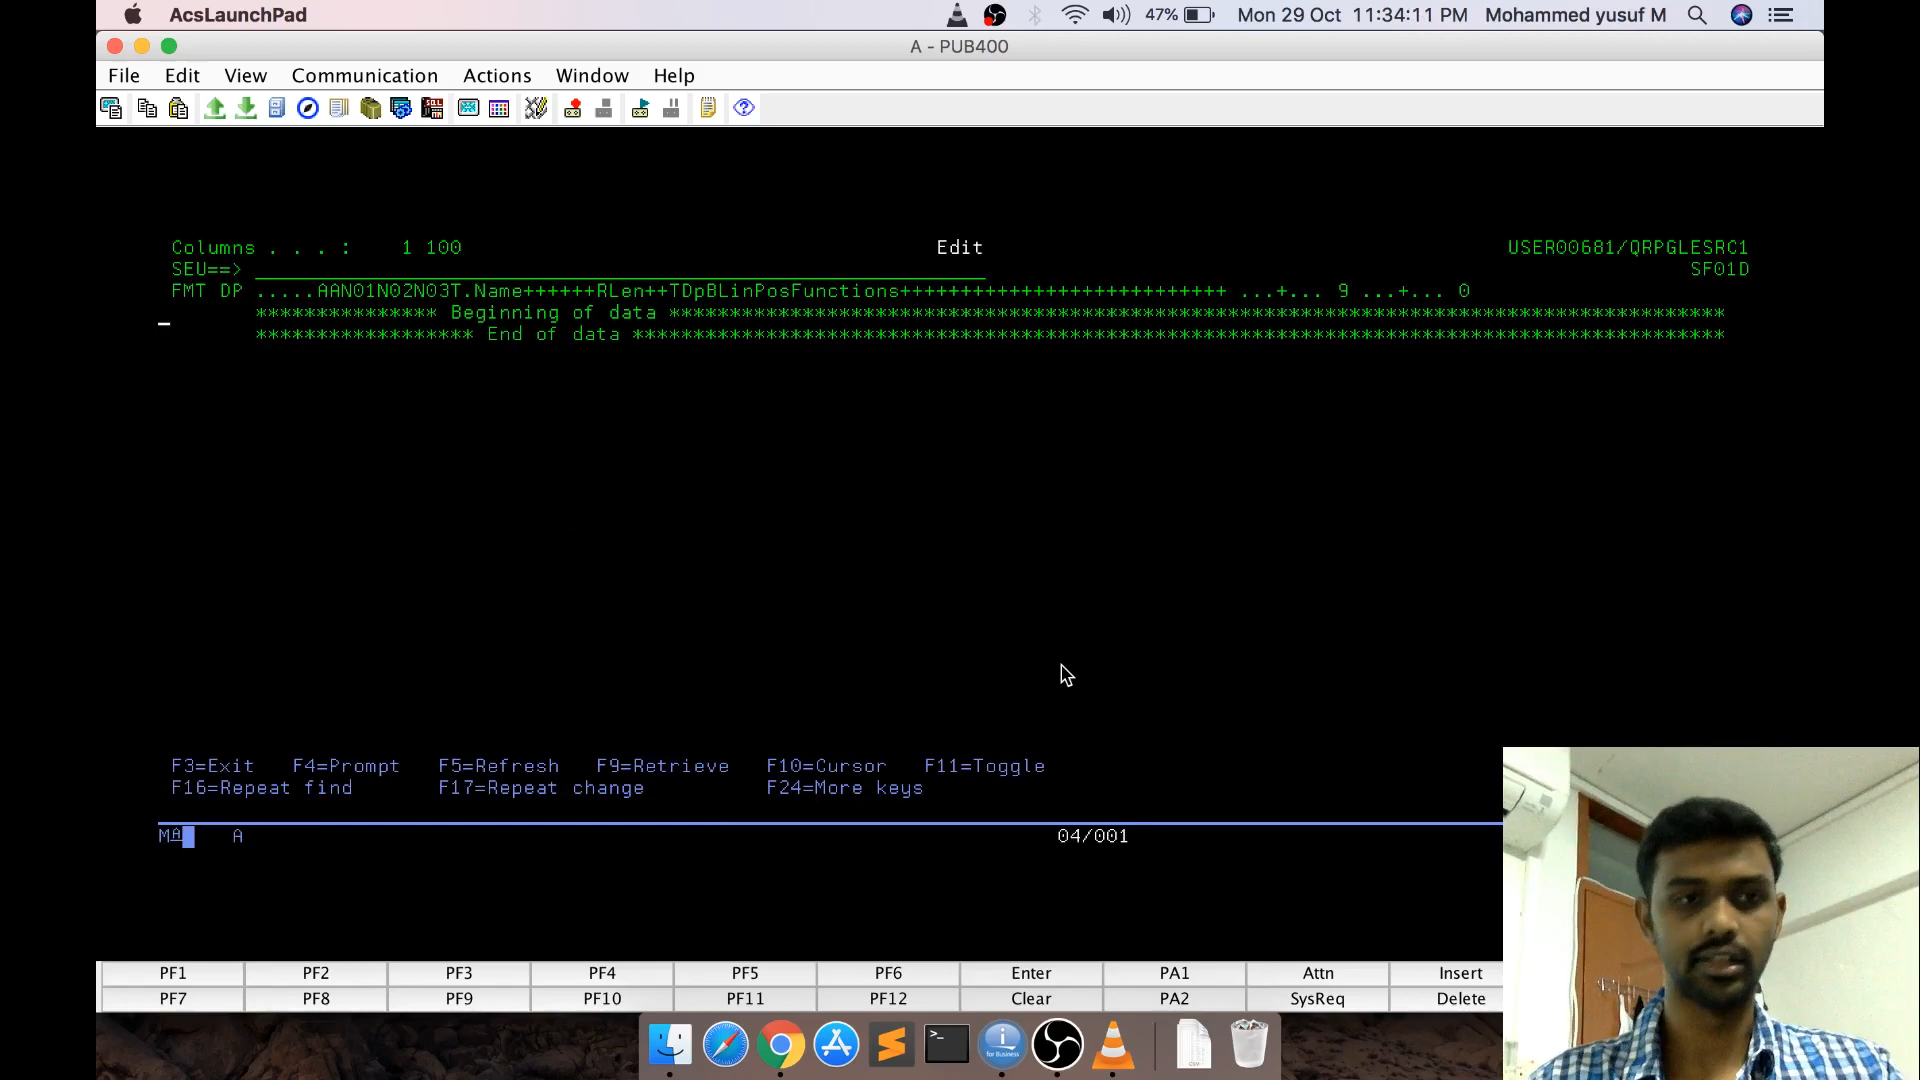 AcsLaunchPad 47% Mon 29 Oct 11:34:11 PM Mohammed yusuf M
A - PUB400
File Edit View Communication Actions Window Help
Columns . . . : 1 100 Edit USER00681/QRPGLESRC1
SEU==> SF01D
FMT DP .....AAN01N02N03T.Name++++++RLen++TDpBLinPosFunctions+++++++++++++++++++++++++++ ...+... 9 ...+... 0
*************** Beginning of data ***************************************************************************************
****************** End of data ******************************************************************************************
F3=Exit F4=Prompt F5=Refresh F9=Retrieve F10=Cursor F11=Toggle
F16=Repeat find F17=Repeat change F24=More keys
MA A 04/001
PF1 PF2 PF3 PF4 PF5 PF6 Enter PA1 Attn Insert
PF7 PF8 PF9 PF10 PF11 PF12 Clear PA2 SysReq Delete
for Business
CSV